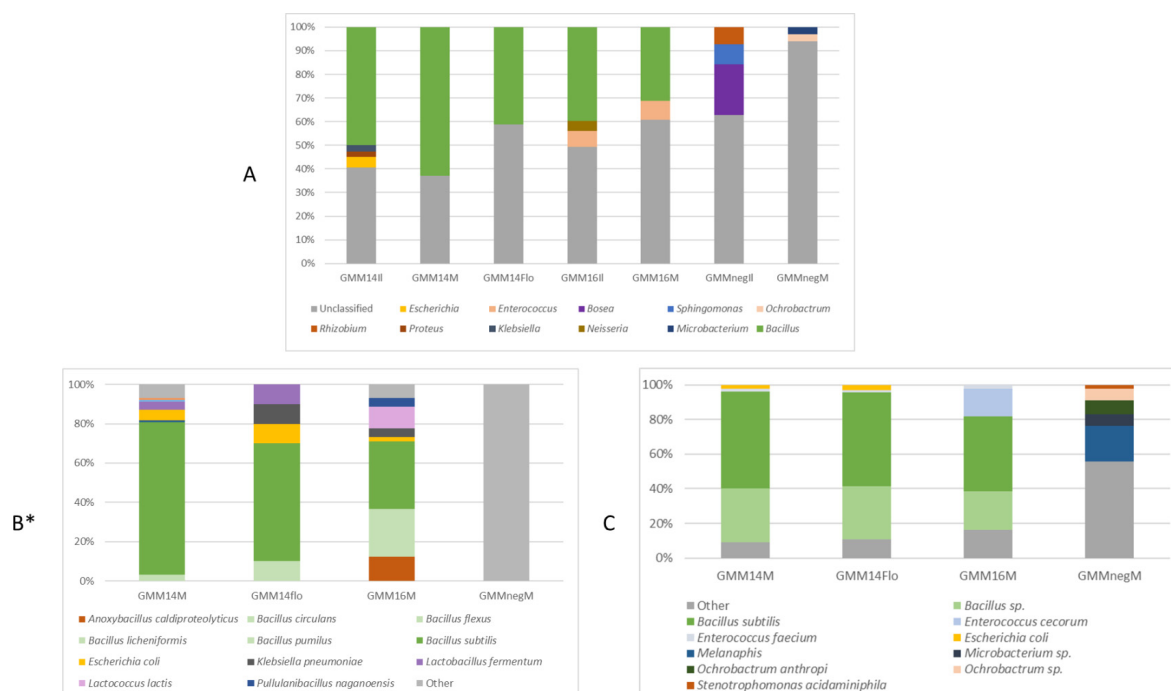 A
100%
90%
80%
70%
60%
50%
40%
30%
20%
10%
0%
GMM14Il GMM14M GMM14Flo GMM16Il GMM16M GMMnegIl GMMnegM
Unclassified Escherichia Enterococcus Bosea Sphingomonas Ochrobactrum
Rhizobium Proteus Klebsiella Neisseria Microbacterium Bacillus
B*
100%
80%
60%
40%
20%
0%
GMM14M GMM14flo GMM16M GMMnegM
Anoxybacillus caldiproteolyticus Bacillus circulans Bacillus flexus
Bacillus licheniformis Bacillus pumilus Bacillus subtilis
Escherichia coli Klebsiella pneumoniae Lactobacillus fermentum
Lactococcus lactis Pullulanibacillus naganoensis Other
C
100%
80%
60%
40%
20%
0%
GMM14M GMM14Flo GMM16M GMMnegM
Other Bacillus sp.
Bacillus subtilis Enterococcus cecorum
Enterococcus faecium Escherichia coli
Melanaphis Microbacterium sp.
Ochrobactrum anthropi Ochrobactrum sp.
Stenotrophomonas acidaminiphila